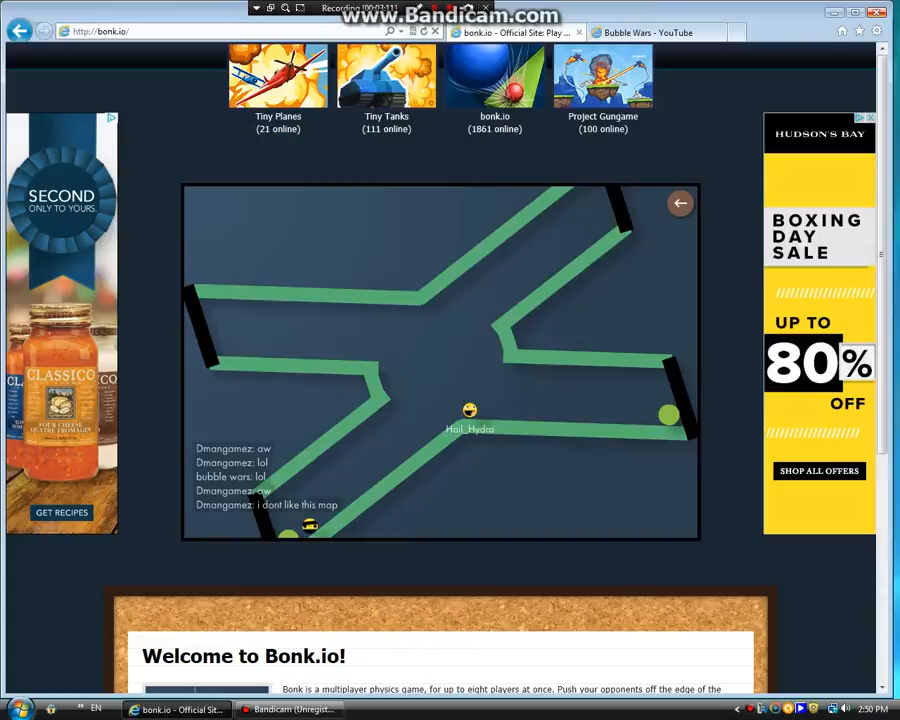 Recording [00:03:11]
www.Bandicam.com
http://bonk.io/
bonk.io - Official Site: Play ...
Bubble Wars - YouTube
Tiny Planes
(21 online)
Tiny Tanks
(111 online)
bonk.io
(1861 online)
Project Gungame
(100 online)
SECOND
ONLY TO YOURS.
CLASSICO
FOUR CHEESE
QUATRE FROMAGES
GET RECIPES
HUDSON'S BAY
BOXING
DAY
SALE
UP TO
80%
OFF
SHOP ALL OFFERS
Hail_Hydra
Dmangamez: aw
Dmangamez: lol
bubble wars: lol
Dmangamez: aw
Dmangamez: i dont like this map
Welcome to Bonk.io!
Bonk is a multiplayer physics game, for up to eight players at once. Push your opponents off the edge of the
EN
bonk.io - Official Sit...
Bandicam (Unregist...
2:50 PM